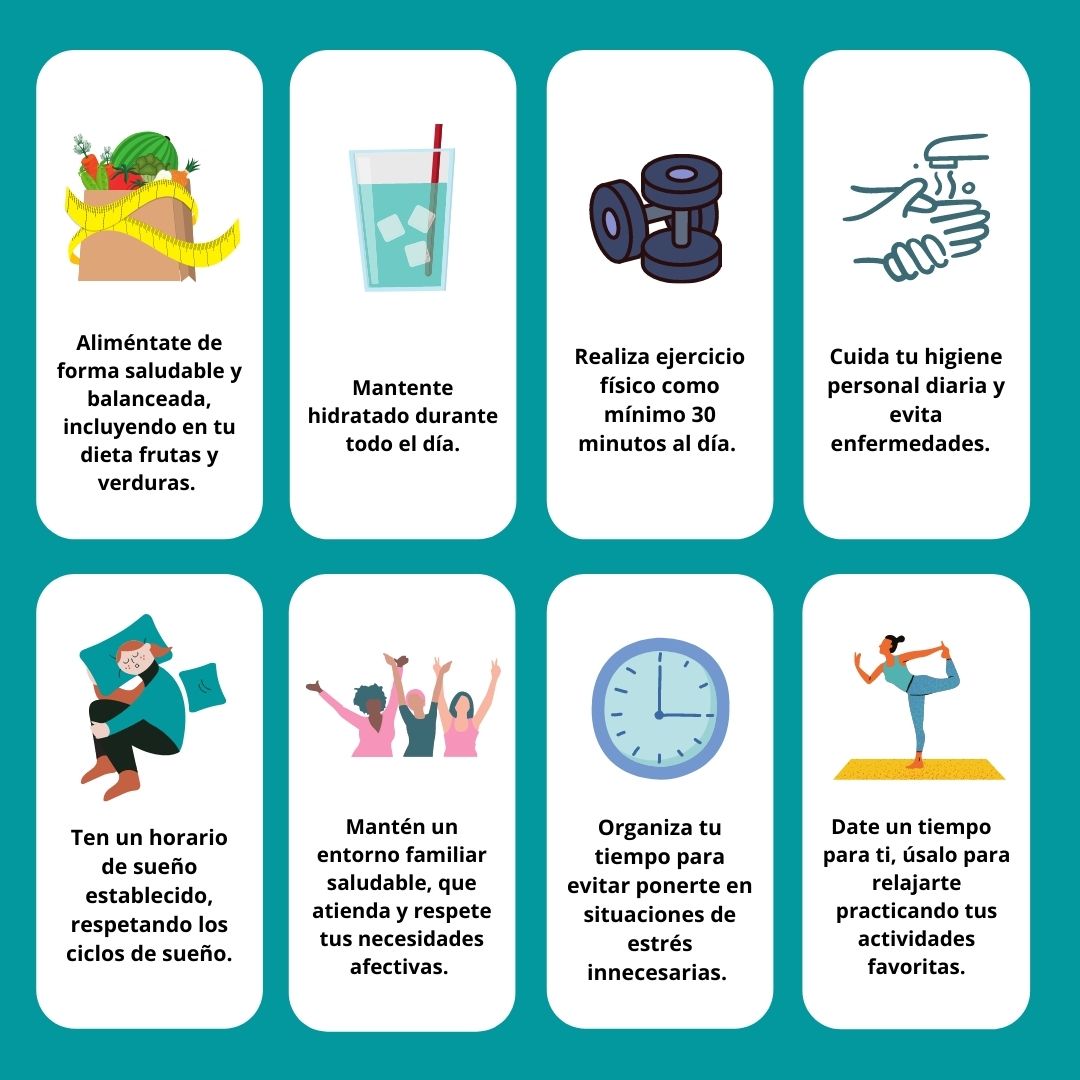 Aliméntate de
forma saludable y
balanceada,
incluyendo en tu
dieta frutas y
verduras.
Mantente
hidratado durante
todo el día.
Realiza ejercicio
físico como
mínimo 30
minutos al día.
Cuida tu higiene
personal diaria y
evita
enfermedades.
Ten un horario
de sueño
establecido,
respetando los
ciclos de sueño.
Mantén un
entorno familiar
saludable, que
atienda y respete
tus necesidades
afectivas.
Organiza tu
tiempo para
evitar ponerte en
situaciones de
estrés
innecesarias.
Date un tiempo
para ti, úsalo para
relajarte
practicando tus
actividades
favoritas.